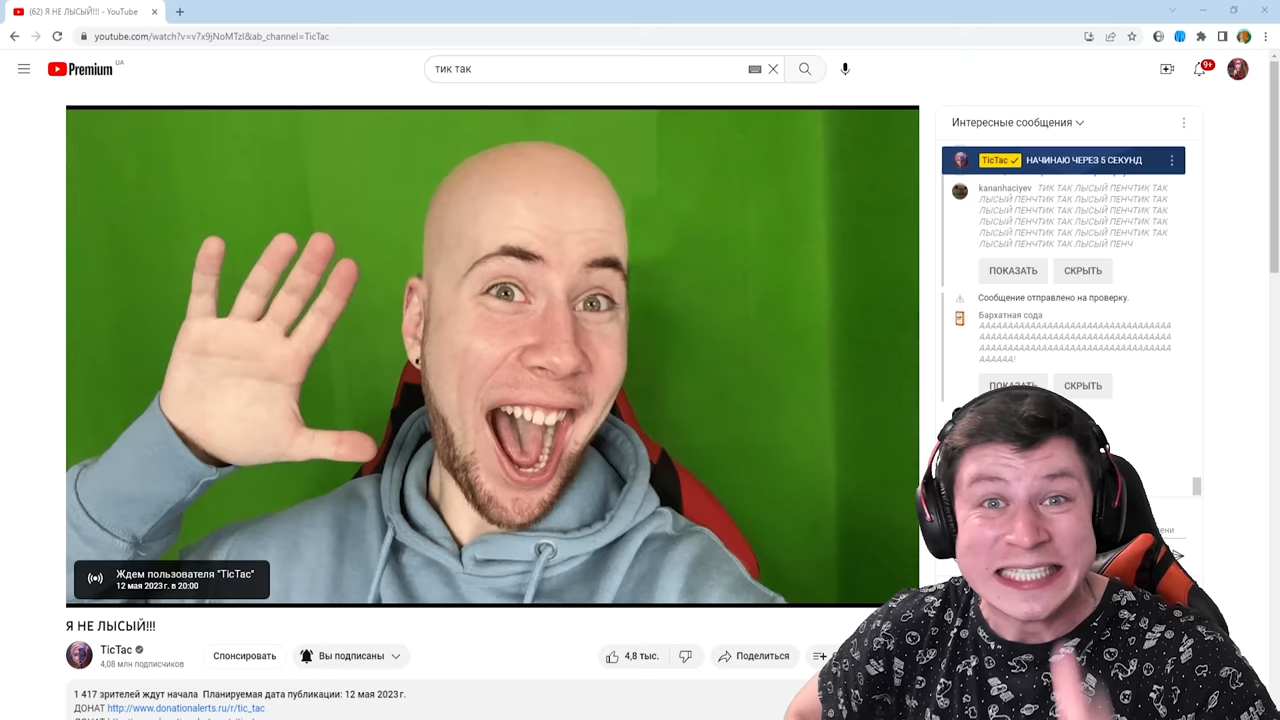 (62) Я НЕ ЛЫСЫЙ!!! - YouTube
youtube.com/watch?v=v7x9jNoMTzI&ab_channel=TicTac
Premium
UA
тик так
9+
Интересные сообщения
TicTac НАЧИНАЮ ЧЕРЕЗ 5 СЕКУНД
kananhaciyev ТИК ТАК ЛЫСЫЙ ПЕНЧТИК ТАК
ЛЫСЫЙ ПЕНЧТИК ТАК ЛЫСЫЙ ПЕНЧТИК ТАК
ЛЫСЫЙ ПЕНЧТИК ТАК ЛЫСЫЙ ПЕНЧТИК ТАК
ЛЫСЫЙ ПЕНЧТИК ТАК ЛЫСЫЙ ПЕНЧТИК ТАК
ЛЫСЫЙ ПЕНЧТИК ТАК ЛЫСЫЙ ПЕНЧТИК ТАК
ЛЫСЫЙ ПЕНЧТИК ТАК ЛЫСЫЙ ПЕНЧ
ПОКАЗАТЬ СКРЫТЬ
Сообщение отправлено на проверку.
Бархатная сода
ПОКАЗАТЬ СКРЫТЬ
Ждем пользователя "TicTac"
12 мая 2023 г. в 20:00
Я НЕ ЛЫСЫЙ!!!
TicTac
4,08 млн подписчиков
Спонсировать
Вы подписаны
4,8 тыс.
Поделиться
1 417 зрителей ждут начала Планируемая дата публикации: 12 мая 2023 г.
ДОНАТ http://www.donationalerts.ru/r/tic_tac